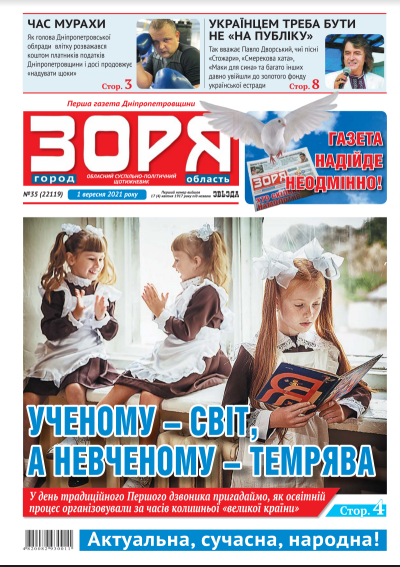 ЧАС МУРАХИ
Як голова Дніпропетровської
облради влітку розважався
коштом платників податків
Дніпропетровщини і досі продовжує
«надувати щоки»
Стор. 3
УКРАЇНЦЕМ ТРЕБА БУТИ
НЕ «НА ПУБЛІКУ»
Так вважає Павло Дворський, чиї пісні
«Стожари», «Смерекова хата»,
«Маки для сина» та багато інших
давно увійшли до золотого фонду
української естради
Стор. 8
Перша газета Дніпропетровщини
ЗОРЯ
город
ОБЛАСНИЙ СУСПІЛЬНО-ПОЛІТИЧНИЙ
ЩОТИЖНЕВИК
область
№35 (22119)
1 вересня 2021 року
Перший номер вийшов
17 (4) квітня 1917 року під назвою
ЗВЕЗДА
ГАЗЕТА
НАДІЙДЕ
НЕОДМІННО!
ЗОРЯ
УЧЕНОМУ – СВІТ,
А НЕВЧЕНОМУ – ТЕМРЯВА
У день традиційного Першого дзвоника пригадаймо, як освітній
процес організовували за часів колишньої «великої країни»
Стор. 4
Актуальна, сучасна, народна!